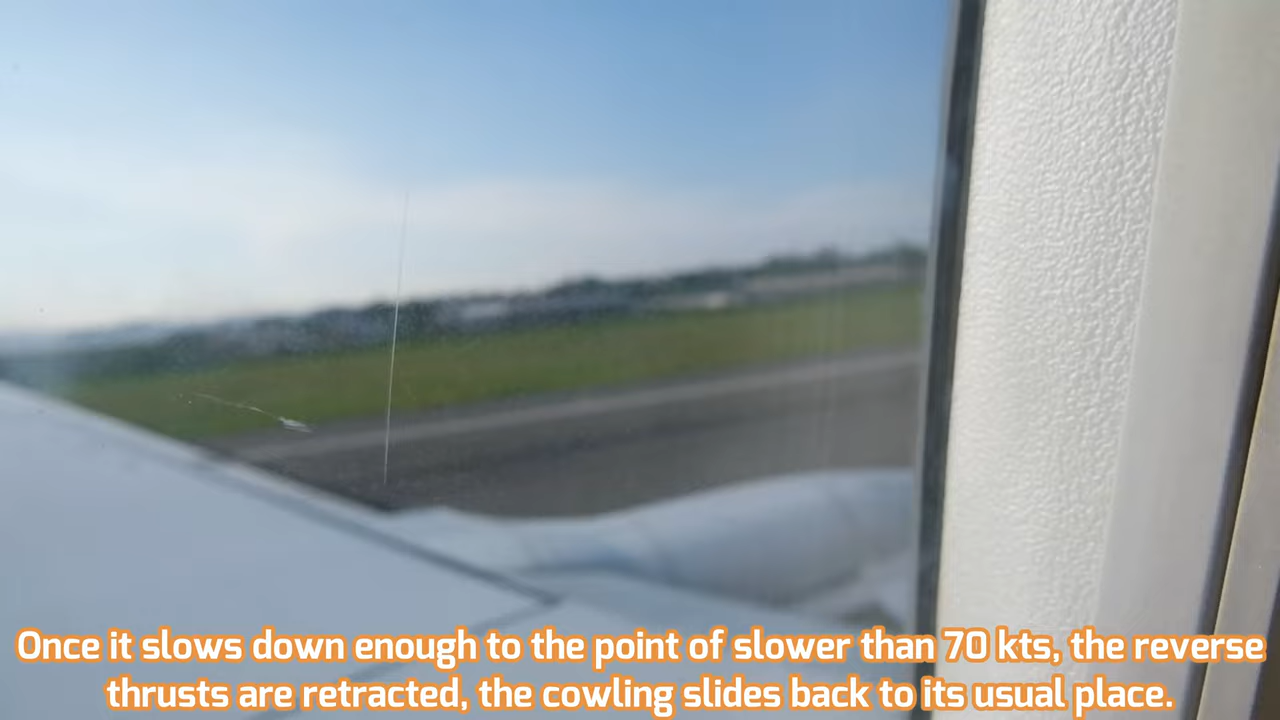 Once it slows down enough to the point of slower than 70 kts, the reverse
thrusts are retracted, the cowling slides back to its usual place.